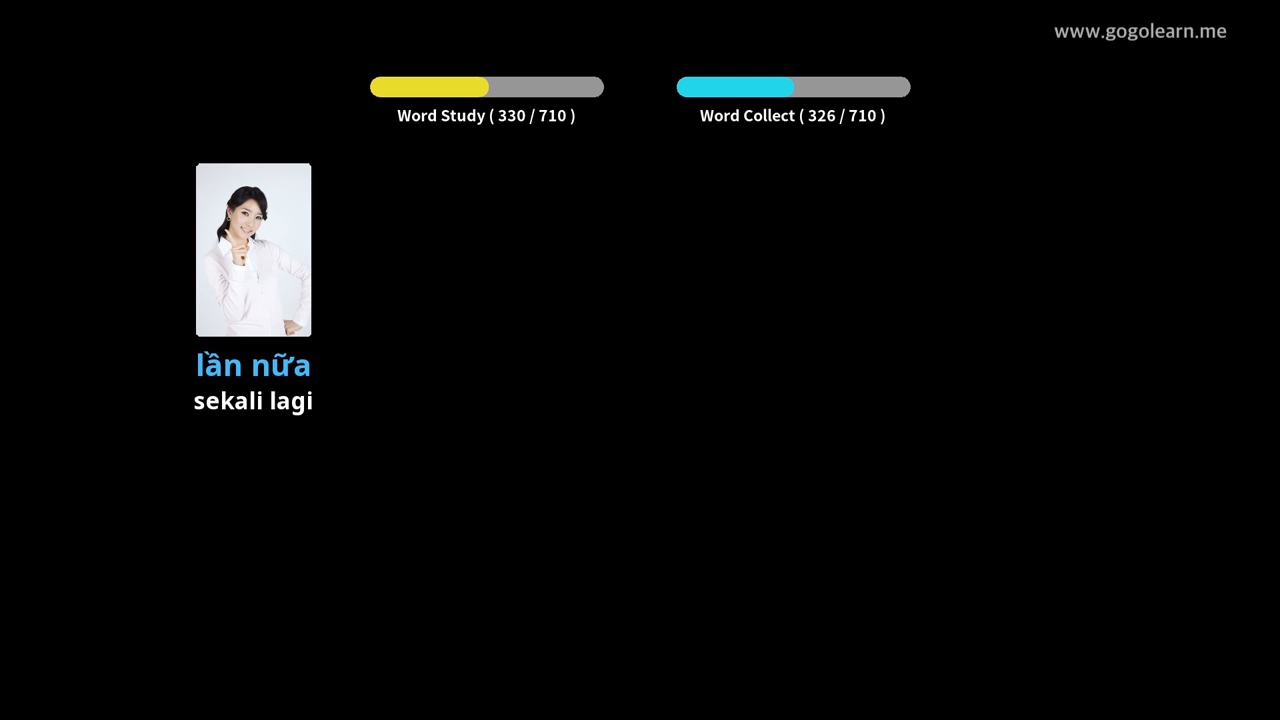 www.gogolearn.me
Word Study ( 330 / 710 )
Word Collect ( 326 / 710 )
lần nữa
sekali lagi